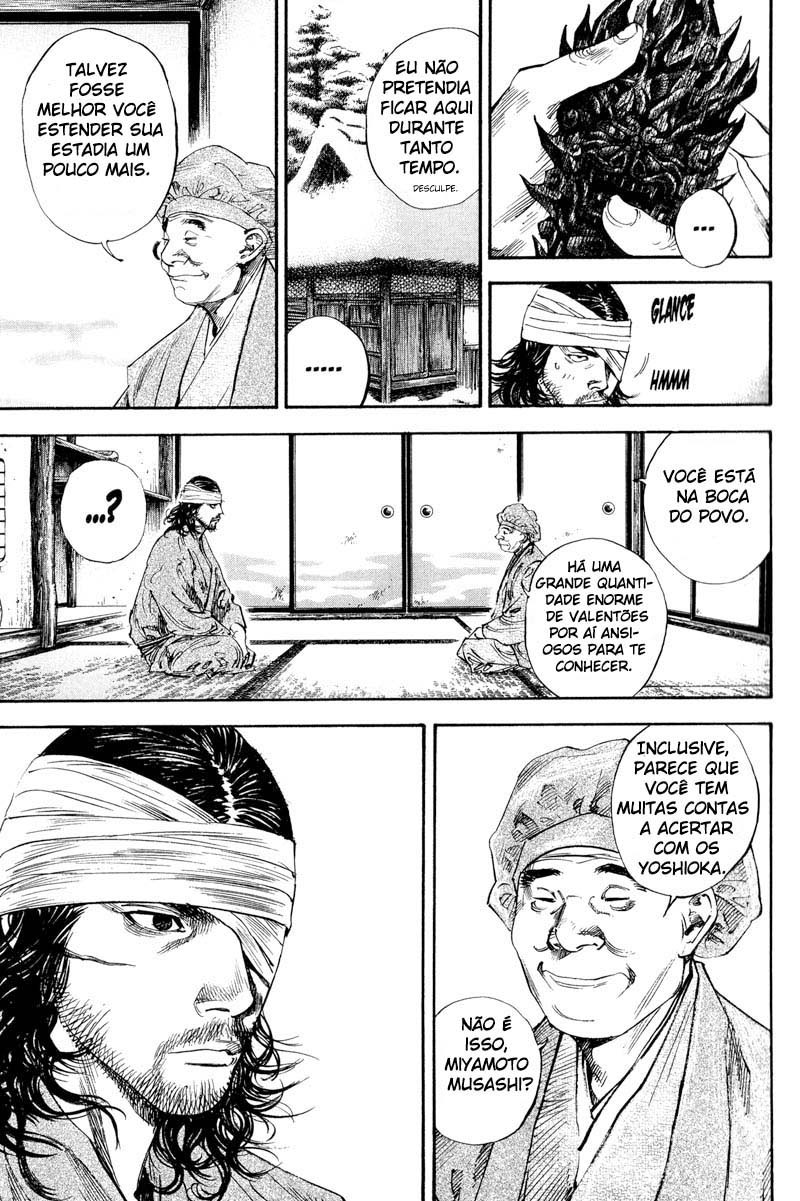 ...
GLANCE
HMMM
EU NÃO
PRETENDIA
FICAR AQUI
DURANTE
TANTO
TEMPO.
DESCULPE.
.....
TALVEZ
FOSSE
MELHOR VOCÊ
ESTENDER SUA
ESTADIA UM
POUCO MAIS.
VOCÊ ESTÁ
NA BOCA
DO POVO.
HÁ UMA
GRANDE QUANTI-
DADE ENORME
DE VALENTÕES
POR AÍ ANSI-
OSOS PARA TE
CONHECER.
...?
INCLUSIVE,
PARECE QUE
VOCÊ TEM
MUITAS CONTAS
A ACERTAR
COM OS
YOSHIOKA.
NÃO É
ISSO,
MIYAMOTO
MUSASHI?